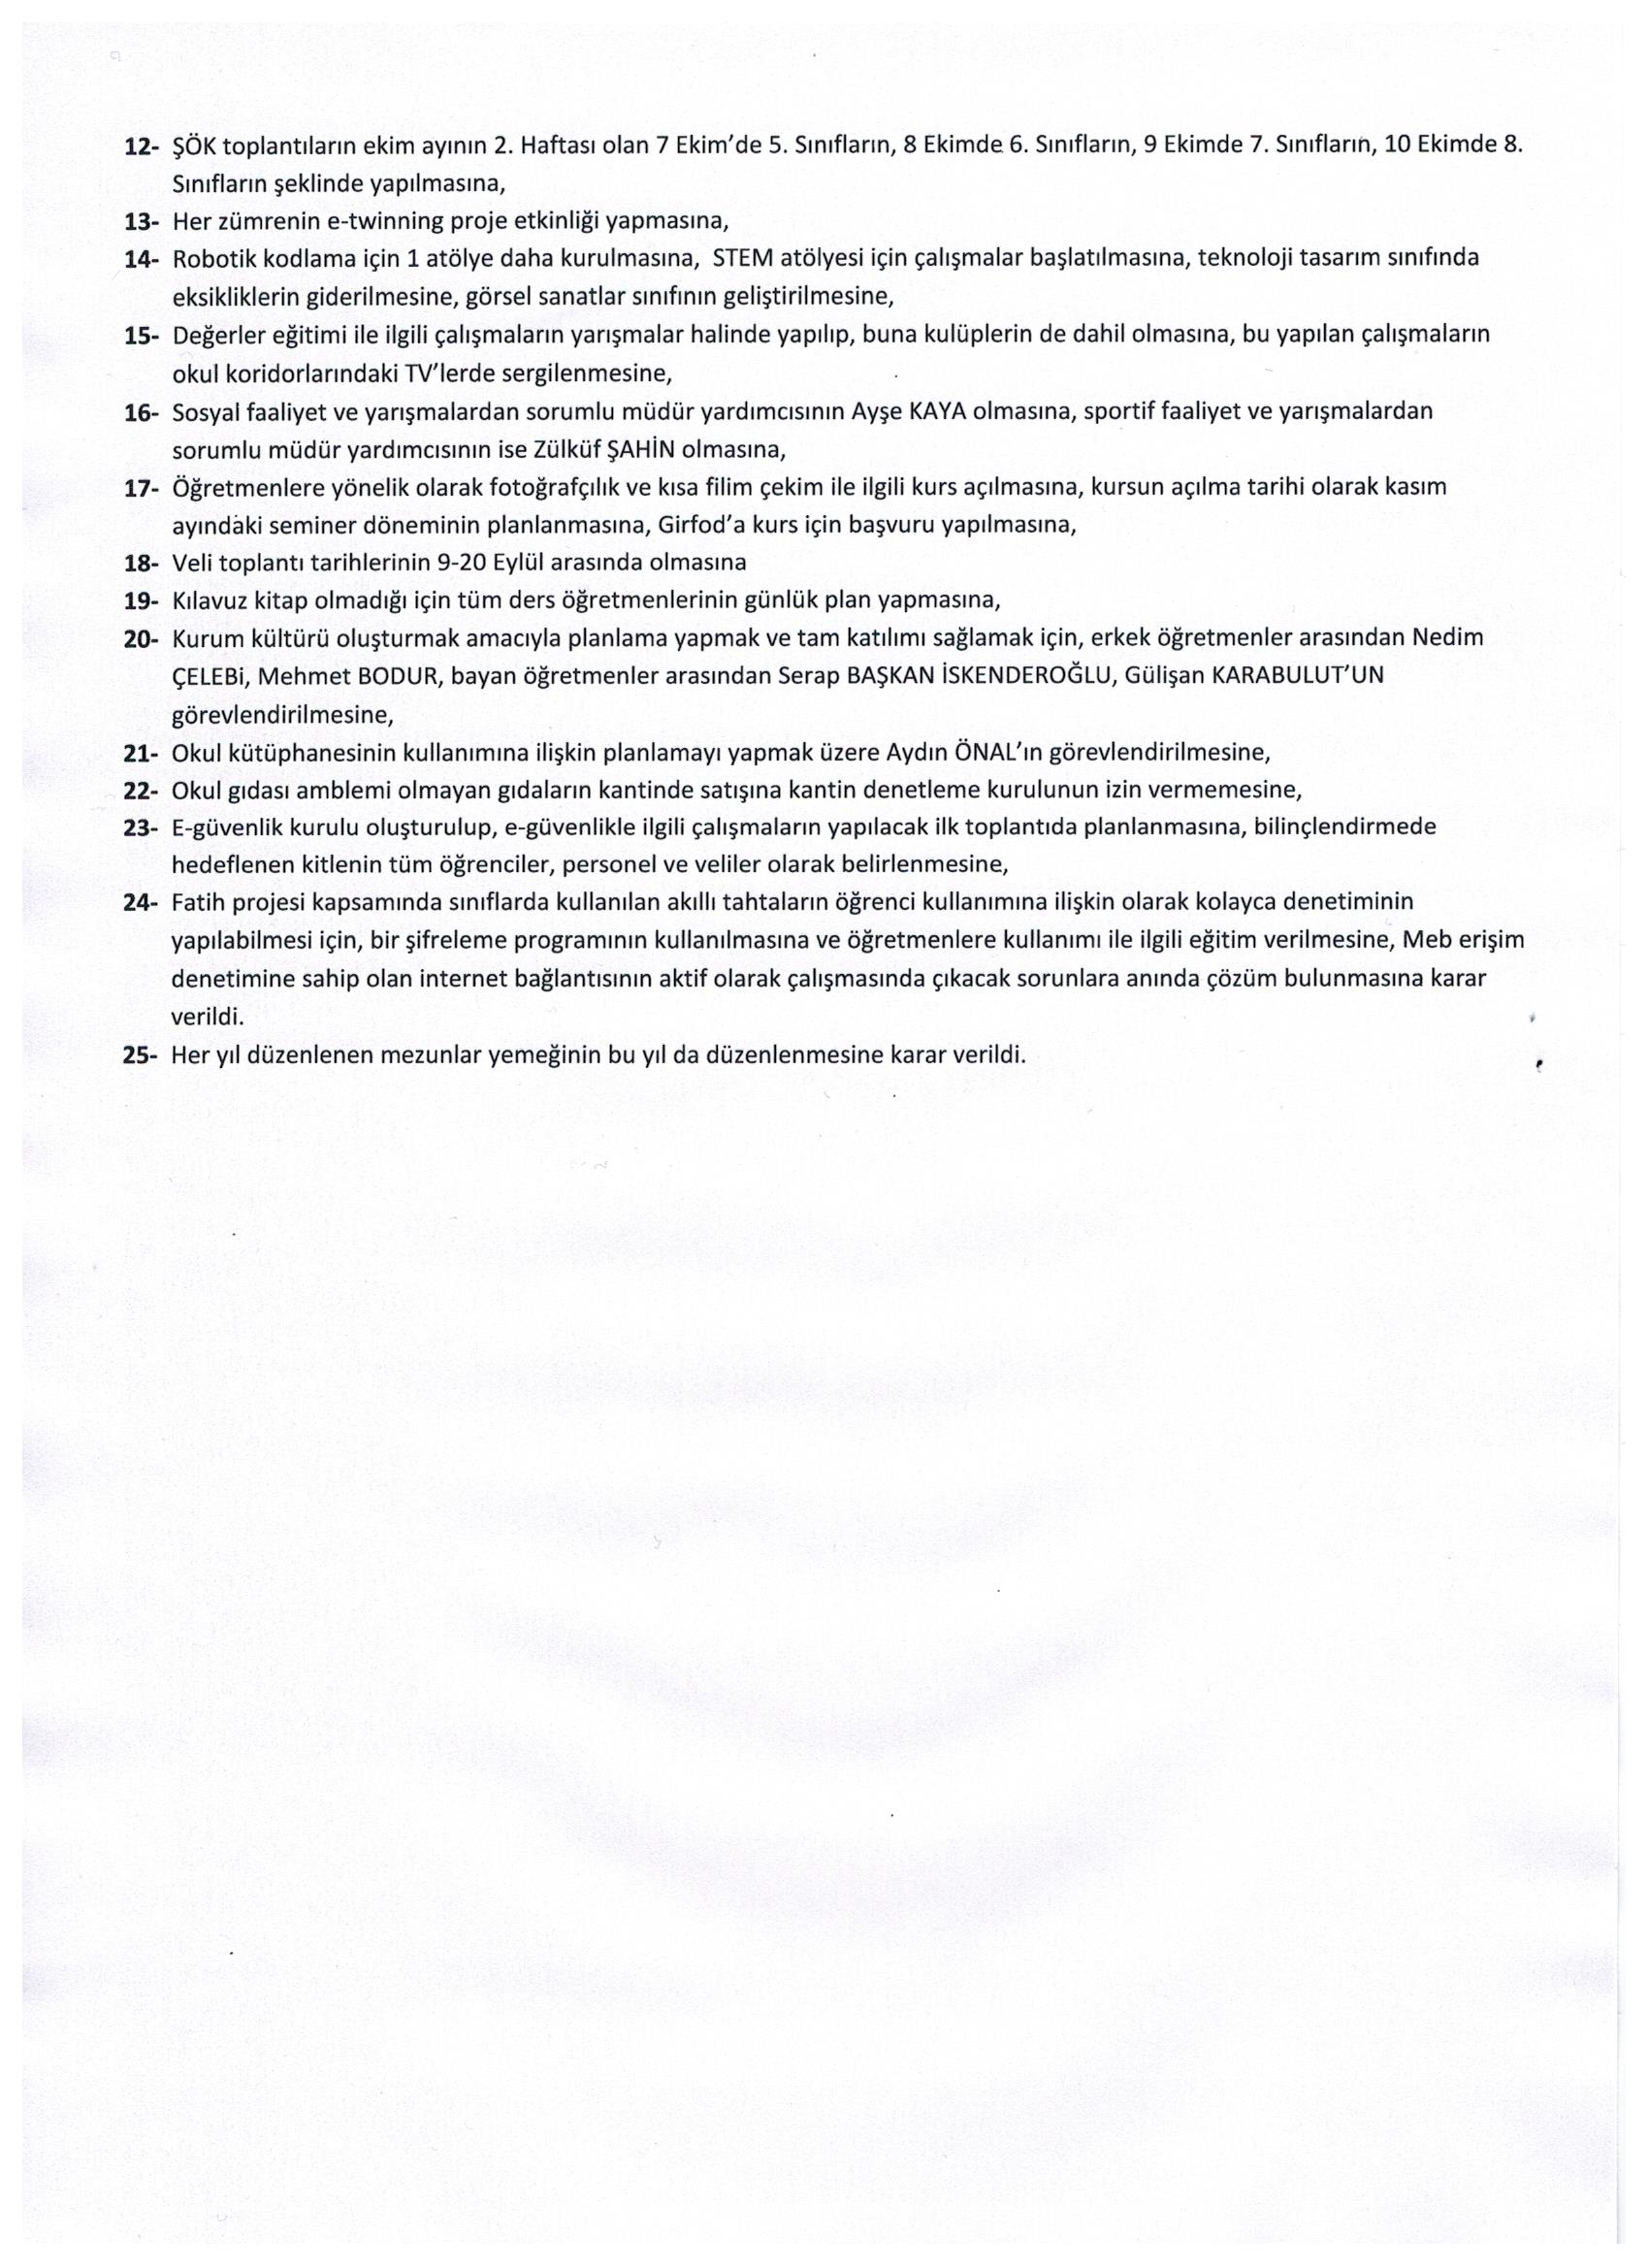 12- ŞÖK toplantıların ekim ayının 2. Haftası olan 7 Ekim’de 5. Sınıfların, 8 Ekimde 6. Sınıfların, 9 Ekimde 7. Sınıfların, 10 Ekimde 8.
Sınıfların şeklinde yapılmasına,
13- Her zümrenin e-twinning proje etkinliği yapmasına,
14- Robotik kodlama için 1 atölye daha kurulmasına, STEM atölyesi için çalışmalar başlatılmasına, teknoloji tasarım sınıfında
eksikliklerin giderilmesine, görsel sanatlar sınıfının geliştirilmesine,
15- Değerler eğitimi ile ilgili çalışmaların yarışmalar halinde yapılıp, buna kulüplerin de dahil olmasına, bu yapılan çalışmaların
okul koridorlarındaki TV’lerde sergilenmesine,
16- Sosyal faaliyet ve yarışmalardan sorumlu müdür yardımcısının Ayşe KAYA olmasına, sportif faaliyet ve yarışmalardan
sorumlu müdür yardımcısının ise Zülküf ŞAHİN olmasına,
17- Öğretmenlere yönelik olarak fotoğrafçılık ve kısa filim çekim ile ilgili kurs açılmasına, kursun açılma tarihi olarak kasım
ayındaki seminer döneminin planlanmasına, Girfod’a kurs için başvuru yapılmasına,
18- Veli toplantı tarihlerinin 9-20 Eylül arasında olmasına
19- Kılavuz kitap olmadığı için tüm ders öğretmenlerinin günlük plan yapmasına,
20- Kurum kültürü oluşturmak amacıyla planlama yapmak ve tam katılımı sağlamak için, erkek öğretmenler arasından Nedim
ÇELEBi, Mehmet BODUR, bayan öğretmenler arasından Serap BAŞKAN İSKENDEROĞLU, Gülişan KARABULUT’UN
görevlendirilmesine,
21- Okul kütüphanesinin kullanımına ilişkin planlamayı yapmak üzere Aydın ÖNAL’ın görevlendirilmesine,
22- Okul gıdası amblemi olmayan gıdaların kantinde satışına kantin denetleme kurulunun izin vermemesine,
23- E-güvenlik kurulu oluşturulup, e-güvenlikle ilgili çalışmaların yapılacak ilk toplantıda planlanmasına, bilinçlendirmede
hedeflenen kitlenin tüm öğrenciler, personel ve veliler olarak belirlenmesine,
24- Fatih projesi kapsamında sınıflarda kullanılan akıllı tahtaların öğrenci kullanımına ilişkin olarak kolayca denetiminin
yapılabilmesi için, bir şifreleme programının kullanılmasına ve öğretmenlere kullanımı ile ilgili eğitim verilmesine, Meb erişim
denetimine sahip olan internet bağlantısının aktif olarak çalışmasında çıkacak sorunlara anında çözüm bulunmasına karar
verildi.
25- Her yıl düzenlenen mezunlar yemeğinin bu yıl da düzenlenmesine karar verildi.